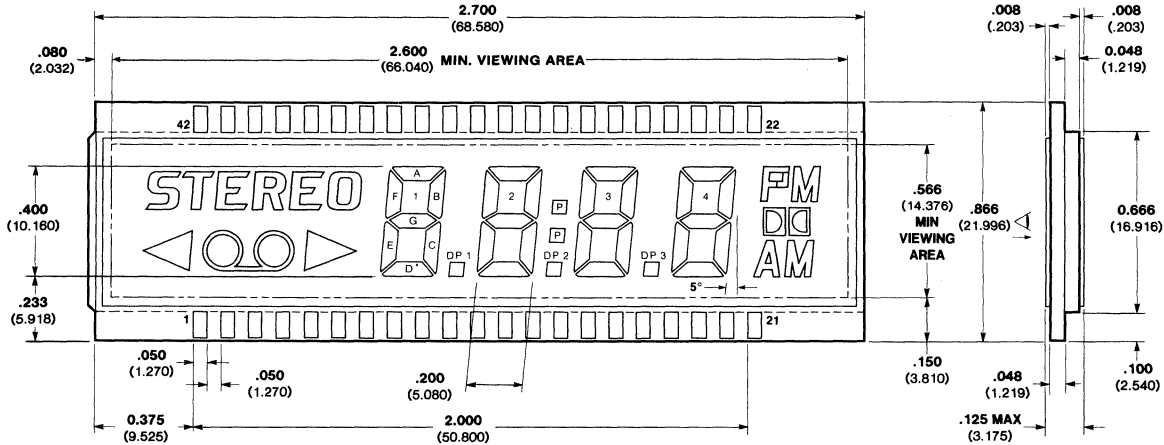 2.700
(68.580)
.008
(.203)
.008
(.203)
.080
(2.032)
2.600
(66.040)
MIN. VIEWING AREA
0.048
(1.219)
42
22
STEREO
A
F 1 B
G
E C
D
2
3
4
P
P
DP 1
DP 2
DP 3
FM
AM
5°
.400
(10.160)
.566
(14.376)
MIN
VIEWING
AREA
.866
(21.996)
0.666
(16.916)
.233
(5.918)
1
21
.050
(1.270)
.050
(1.270)
.200
(5.080)
.150
(3.810)
.048
(1.219)
.100
(2.540)
0.375
(9.525)
2.000
(50.800)
.125 MAX
(3.175)